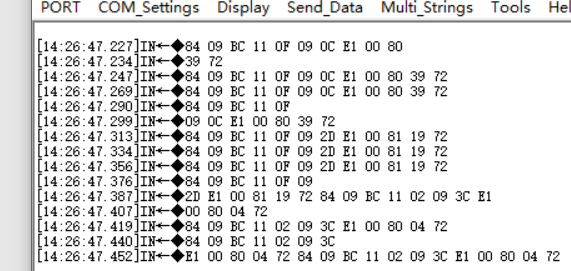 PORT COM_Settings Display Send_Data Multi_Strings Tools Hel
[14:26:47.227]IN←◆84 09 BC 11 0F 09 0C E1 00 80
[14:26:47.234]IN←◆39 72
[14:26:47.247]IN←◆84 09 BC 11 0F 09 0C E1 00 80 39 72
[14:26:47.269]IN←◆84 09 BC 11 0F 09 0C E1 00 80 39 72
[14:26:47.290]IN←◆84 09 BC 11 0F
[14:26:47.299]IN←◆09 0C E1 00 80 39 72
[14:26:47.313]IN←◆84 09 BC 11 0F 09 2D E1 00 81 19 72
[14:26:47.334]IN←◆84 09 BC 11 0F 09 2D E1 00 81 19 72
[14:26:47.356]IN←◆84 09 BC 11 0F 09 2D E1 00 81 19 72
[14:26:47.376]IN←◆84 09 BC 11 0F 09
[14:26:47.387]IN←◆2D E1 00 81 19 72 84 09 BC 11 02 09 3C E1
[14:26:47.407]IN←◆00 80 04 72
[14:26:47.419]IN←◆84 09 BC 11 02 09 3C E1 00 80 04 72
[14:26:47.440]IN←◆84 09 BC 11 02 09 3C
[14:26:47.452]IN←◆E1 00 80 04 72 84 09 BC 11 02 09 3C E1 00 80 04 72